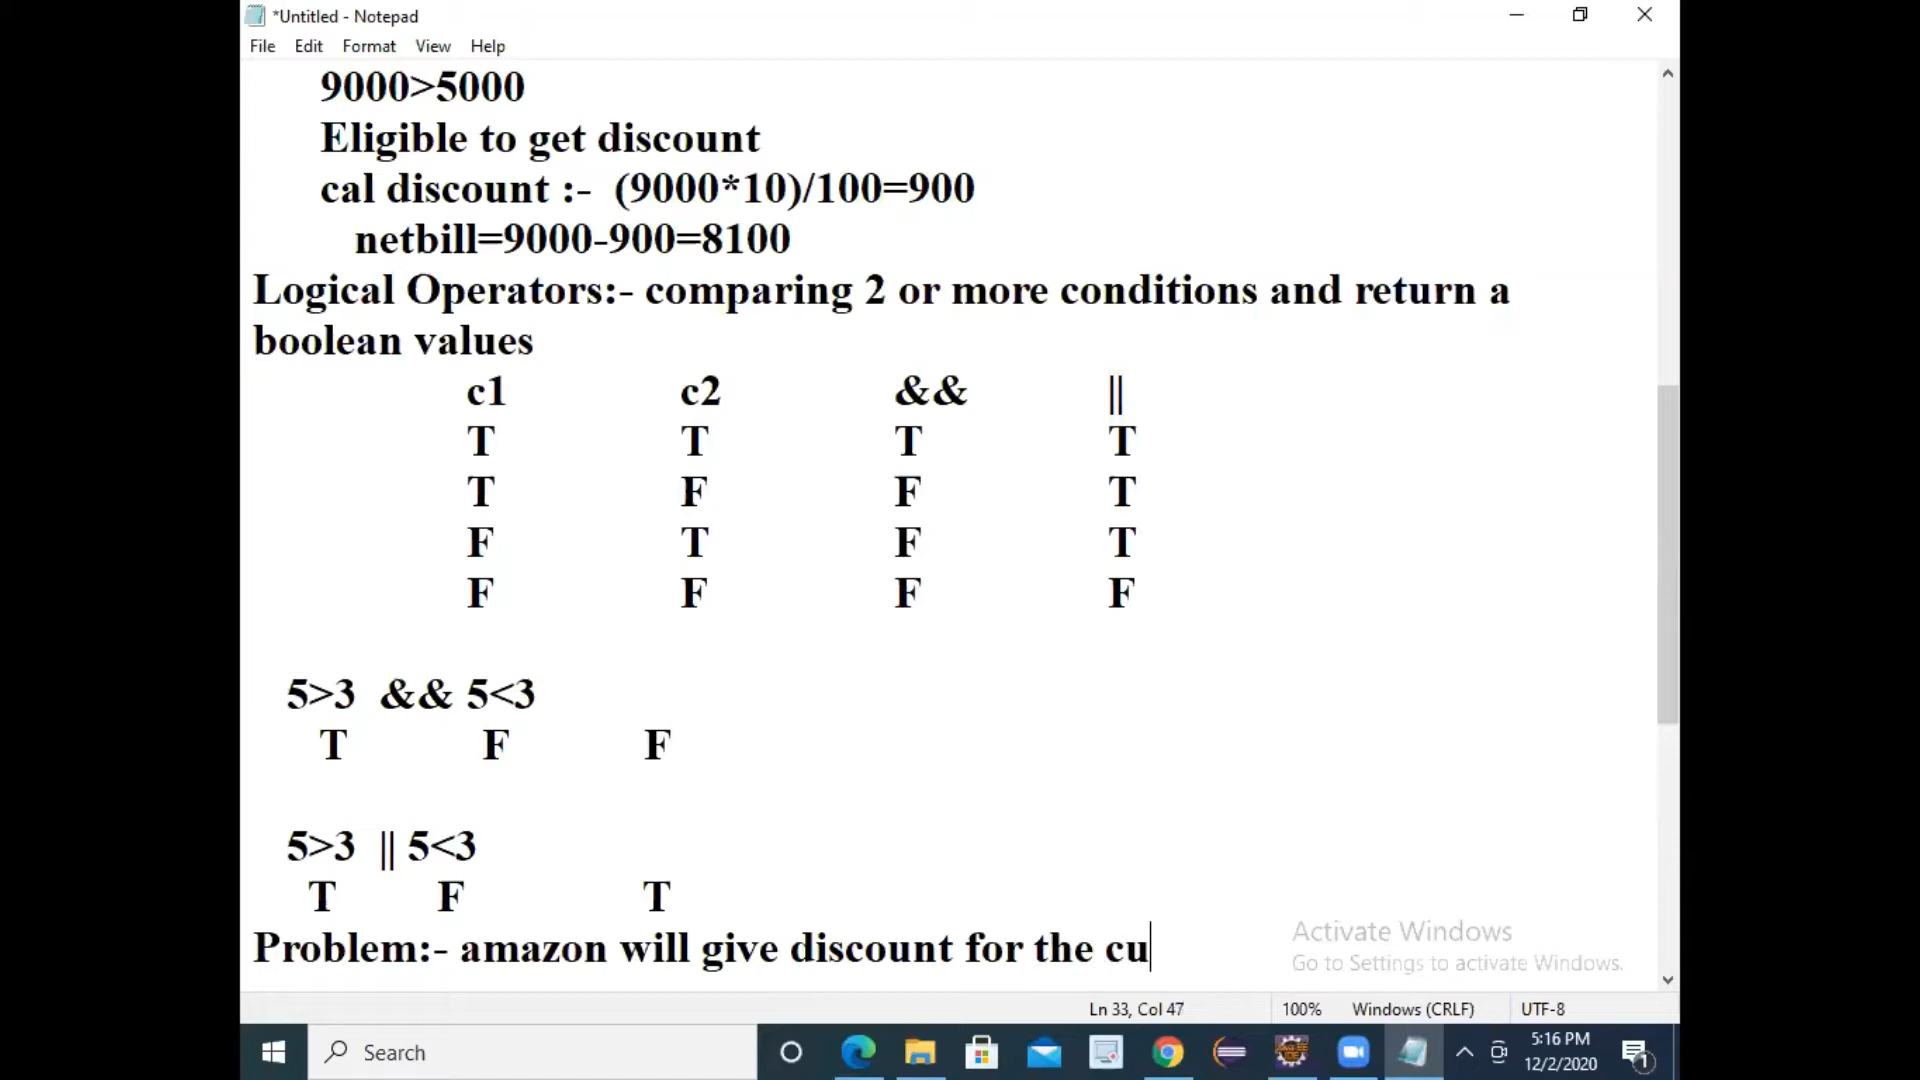 *Untitled - Notepad
File Edit Format View Help
9000>5000
Eligible to get discount
cal discount :- (9000*10)/100=900
netbill=9000-900=8100
Logical Operators:- comparing 2 or more conditions and return a
boolean values
c1 c2 && ||
T T T T
T F F T
F T F T
F F F F
5>3 && 5<3
T F F
5>3 || 5<3
T F T
Problem:- amazon will give discount for the cu
Activate Windows
Go to Settings to activate Windows.
Ln 33, Col 47 100% Windows (CRLF) UTF-8
Search
5:16 PM
12/2/2020
1